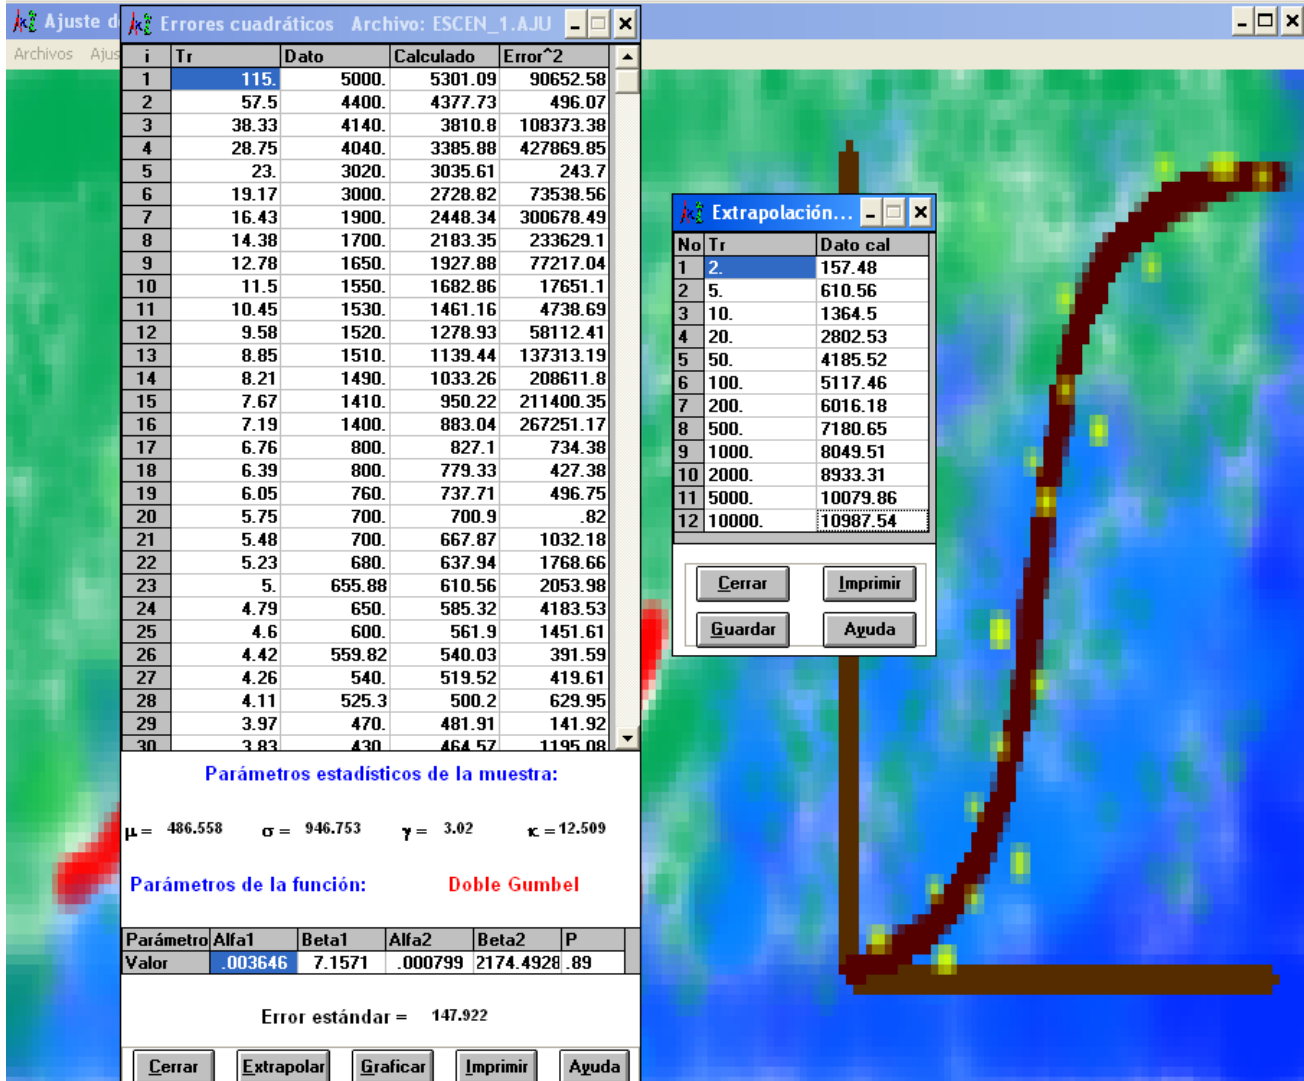 Ajuste d
Archivos Ajus
Errores cuadráticos Archivo: ESCEN_1.AJU
i Tr Dato Calculado Error^2
1 115. 5000. 5301.09 90652.58
2 57.5 4400. 4377.73 496.07
3 38.33 4140. 3810.8 108373.38
4 28.75 4040. 3385.88 427869.85
5 23. 3020. 3035.61 243.7
6 19.17 3000. 2728.82 73538.56
7 16.43 1900. 2448.34 300678.49
8 14.38 1700. 2183.35 233629.1
9 12.78 1650. 1927.88 77217.04
10 11.5 1550. 1682.86 17651.1
11 10.45 1530. 1461.16 4738.69
12 9.58 1520. 1278.93 58112.41
13 8.85 1510. 1139.44 137313.19
14 8.21 1490. 1033.26 208611.8
15 7.67 1410. 950.22 211400.35
16 7.19 1400. 883.04 267251.17
17 6.76 800. 827.1 734.38
18 6.39 800. 779.33 427.38
19 6.05 760. 737.71 496.75
20 5.75 700. 700.9 .82
21 5.48 700. 667.87 1032.18
22 5.23 680. 637.94 1768.66
23 5. 655.88 610.56 2053.98
24 4.79 650. 585.32 4183.53
25 4.6 600. 561.9 1451.61
26 4.42 559.82 540.03 391.59
27 4.26 540. 519.52 419.61
28 4.11 525.3 500.2 629.95
29 3.97 470. 481.91 141.92
30 3.83 430. 464.57 1195.08
Parámetros estadísticos de la muestra:
μ = 486.558 σ = 946.753 γ = 3.02 κ = 12.509
Parámetros de la función: Doble Gumbel
Parámetro Alfa1 Beta1 Alfa2 Beta2 P
Valor .003646 7.1571 .000799 2174.4928 .89
Error estándar = 147.922
Cerrar Extrapolar Graficar Imprimir Ayuda
Extrapolación...
No Tr Dato cal
1 2. 157.48
2 5. 610.56
3 10. 1364.5
4 20. 2802.53
5 50. 4185.52
6 100. 5117.46
7 200. 6016.18
8 500. 7180.65
9 1000. 8049.51
10 2000. 8933.31
11 5000. 10079.86
12 10000. 10987.54
Cerrar Imprimir
Guardar Ayuda